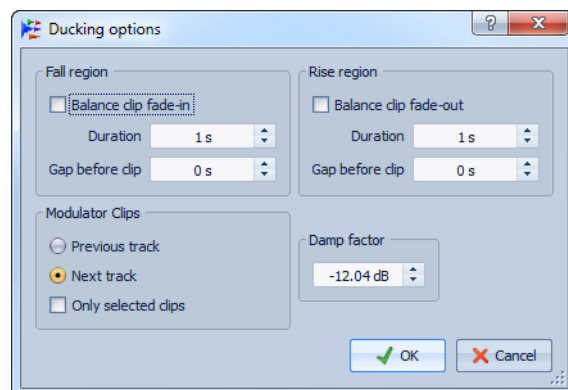 Ducking options
?
Fall region
Balance clip fade-in
Duration 1 s
Gap before clip 0 s
Rise region
Balance clip fade-out
Duration 1 s
Gap before clip 0 s
Modulator Clips
Previous track
Next track
Only selected clips
Damp factor
-12.04 dB
OK
Cancel